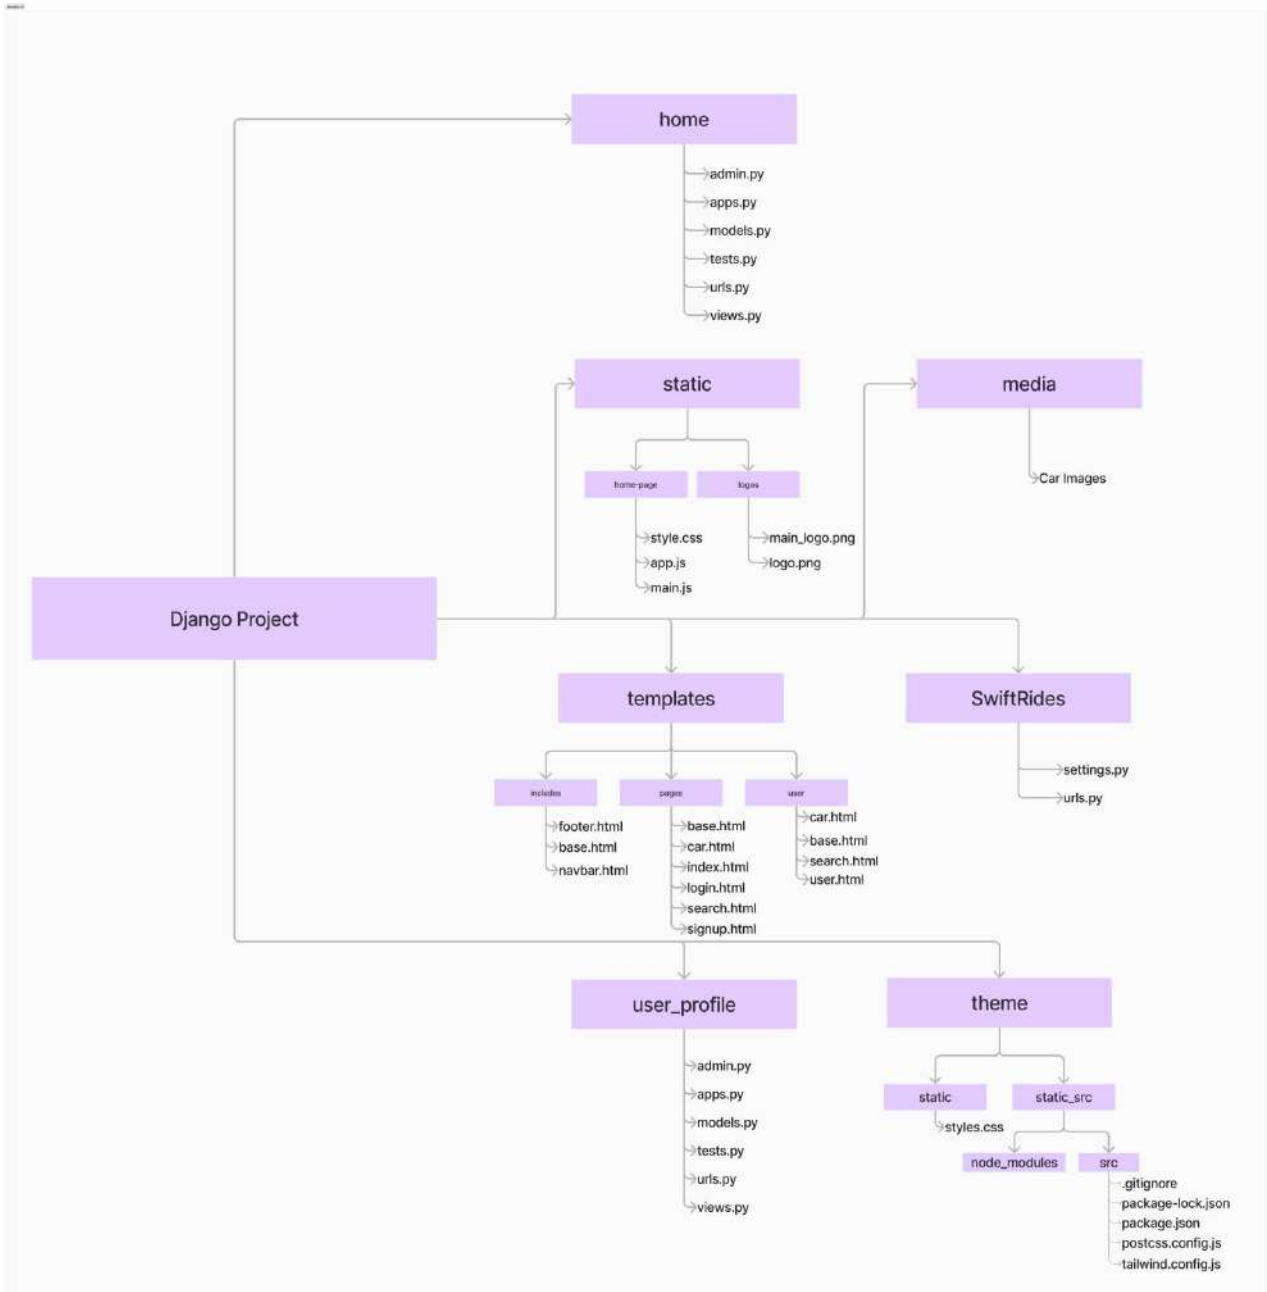 home
admin.py
apps.py
models.py
tests.py
urls.py
views.py
static
media
Car Images
home-page
logos
style.css
app.js
main.js
main_logo.png
logo.png
Django Project
templates
SwiftRides
settings.py
urls.py
includes
pages
user
footer.html
base.html
navbar.html
base.html
car.html
index.html
login.html
search.html
signup.html
car.html
base.html
search.html
user.html
user_profile
theme
admin.py
apps.py
models.py
tests.py
urls.py
views.py
static
static_src
styles.css
node_modules
src
.gitignore
package-lock.json
package.json
postcss.config.js
tailwind.config.js